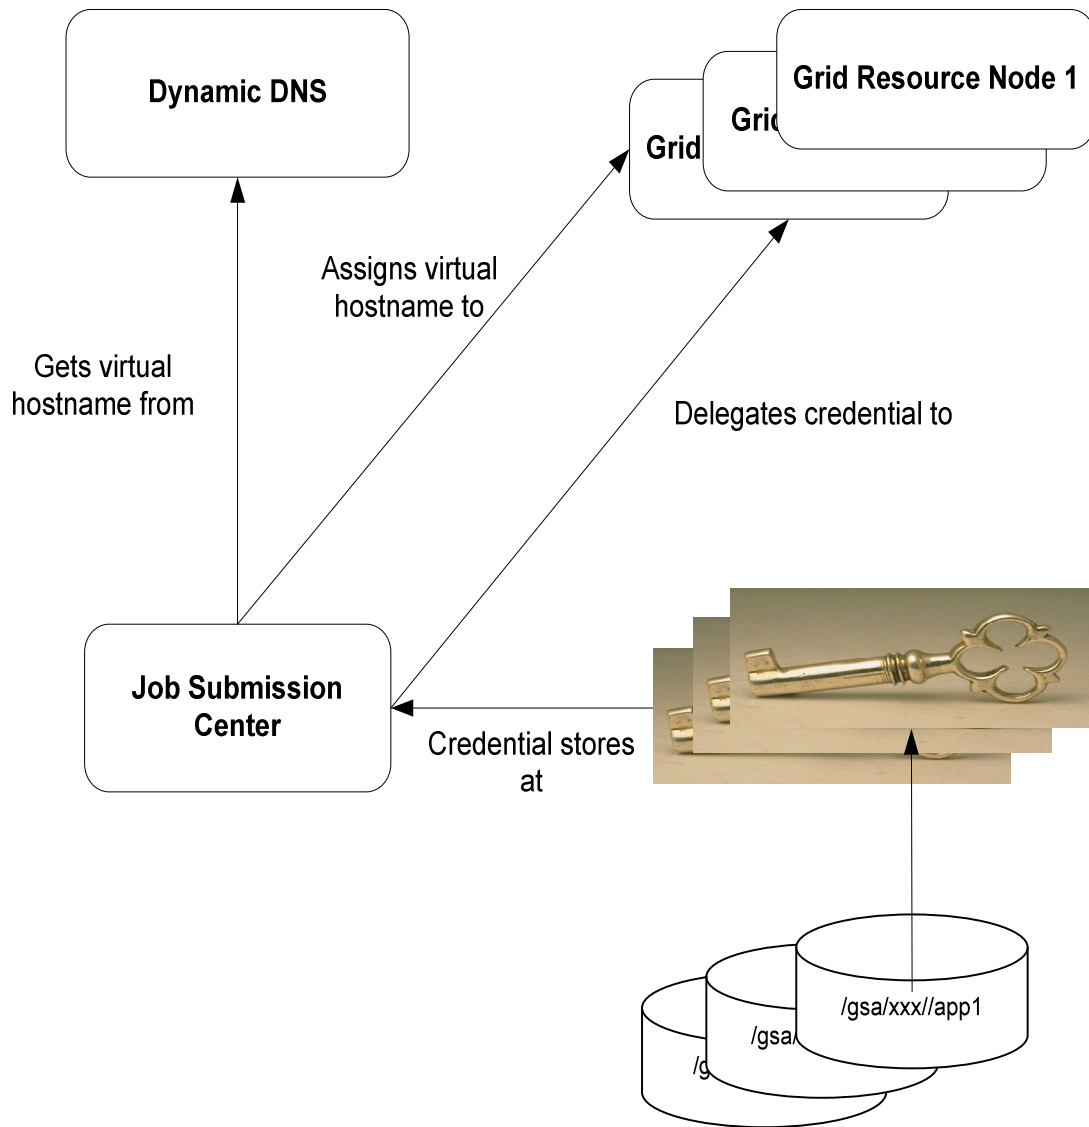 Dynamic DNS
Grid Resource Node 1
Grid
Grid
Assigns virtual
hostname to
Gets virtual
hostname from
Delegates credential to
Job Submission
Center
Credential stores
at
/gsa/xxx//app1
/gsa/
/g